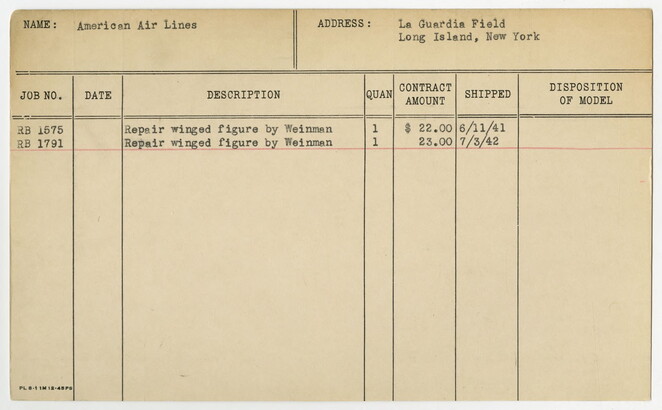 NAME: American Air Lines ADDRESS: La Guardia Field
Long Island, New York
JOB NO. DATE DESCRIPTION QUAN CONTRACT AMOUNT SHIPPED DISPOSITION OF MODEL
RB 1575 Repair winged figure by Weinman 1 $ 22.00 6/11/41
RB 1791 Repair winged figure by Weinman 1 23.00 7/3/42